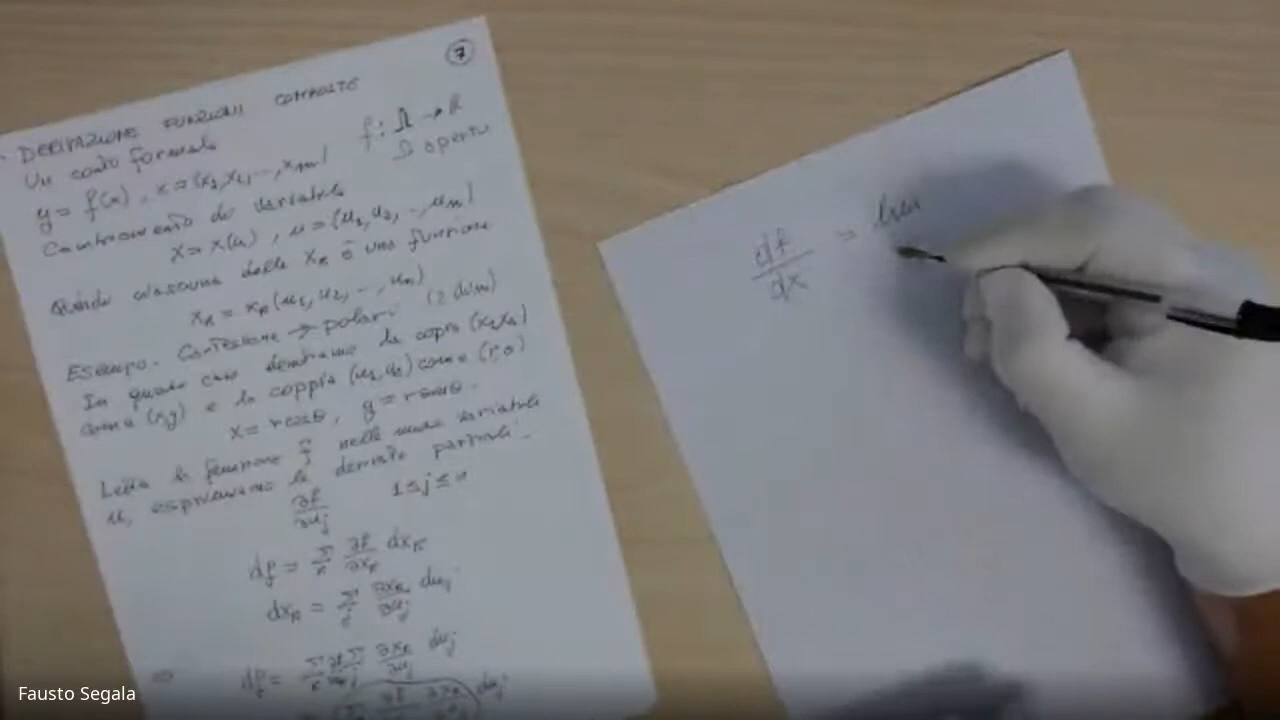 7
DERIVAZIONE FUNZIONI COMPOSTE
Un conto formale
y = f(x), x = (x₁, x₂, ..., xₘ) f: Ω → R
Ω aperto
Cambiamento di variabile
x = x(u), u = (u₁, u₂, ..., uₙ)
Quindi ciascuna delle xₖ è una funzione
xₖ = xₖ(u₁, u₂, ..., uₙ)
Esempio. Cartesiane → polari (2 dim)
In questo caso denotiamo la coppia (x₁,x₂)
come (x,y) e la coppia (u₁,u₂) come (r,θ)
x = r cosθ, y = r senθ.
Letta la funzione f nelle nuove variabili
u, esprimiamo le derivate parziali
∂f/∂uⱼ 1 ≤ j ≤ n
df = Σₖ ∂f/∂xₖ dxₖ
dxₖ = Σⱼ ∂xₖ/∂uⱼ duⱼ
⇒ df = Σₖ ∂f/∂xₖ Σⱼ ∂xₖ/∂uⱼ duⱼ
df/dx = lim
Fausto Segala